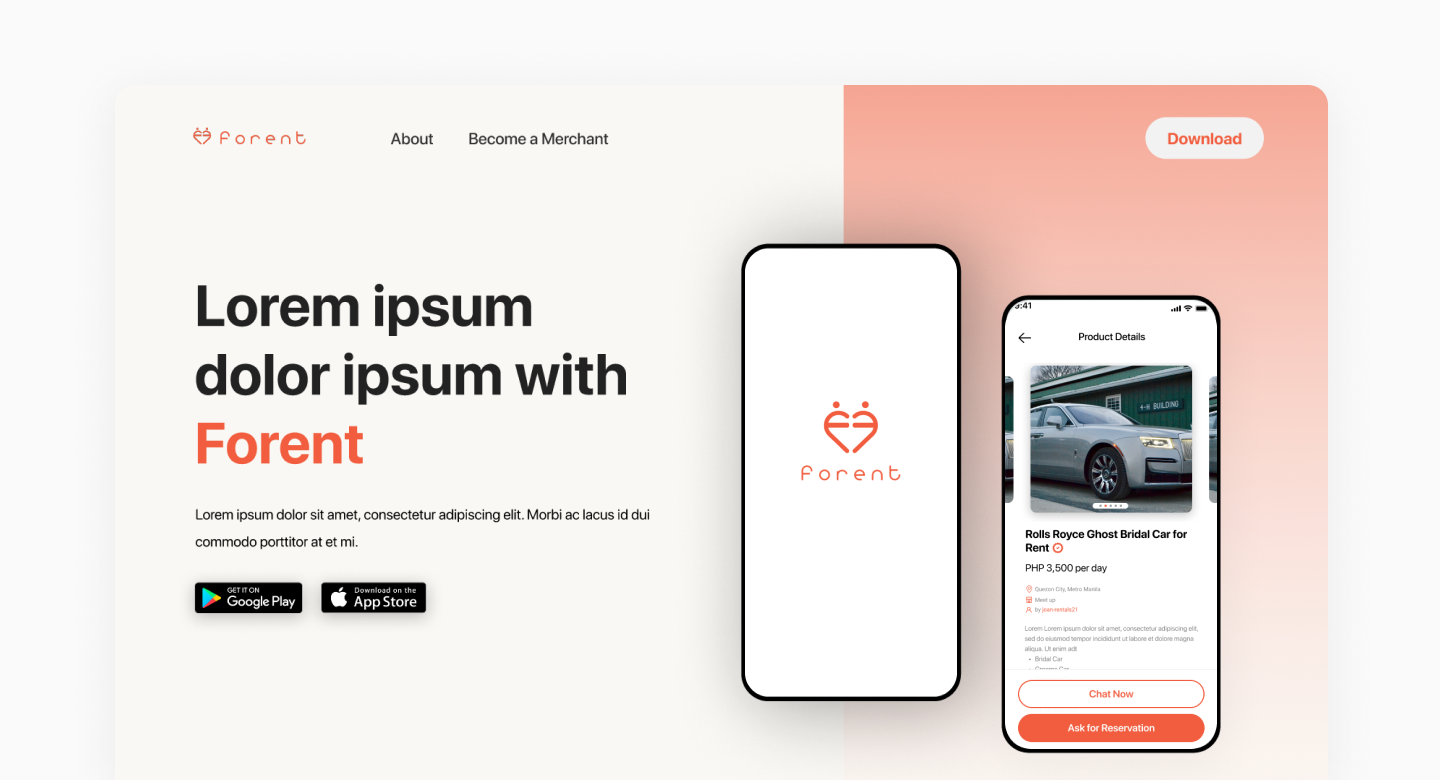 Forent
About
Become a Merchant
Download
Lorem ipsum
dolor ipsum with
Forent
Lorem ipsum dolor sit amet, consectetur adipiscing elit. Morbi ac lacus id dui
commodo porttitor at et mi.
GET IT ON
Google Play
Download on the
App Store
Forent
9:41
Product Details
4-H BUILDING
Rolls Royce Ghost Bridal Car for
Rent
PHP 3,500 per day
Quezon City, Metro Manila
Meet up
by jean-rentals21
Lorem Lorem ipsum dolor sit amet, consectetur adipiscing elit,
sed do eiusmod tempor incididunt ut labore et dolore magna
aliqua. Ut enim adt
• Bridal Car
Chat Now
Ask for Reservation